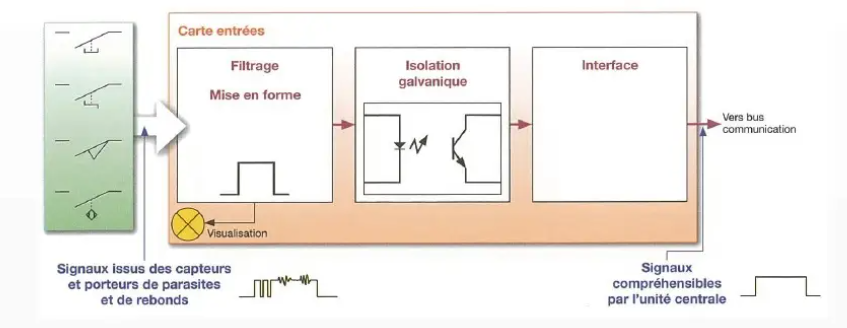 Carte entrées
Filtrage
Mise en forme
Isolation
galvanique
Interface
Vers bus
communication
Visualisation
Signaux issus des capteurs
et porteurs de parasites
et de rebonds
Signaux
compréhensibles
par l'unité centrale